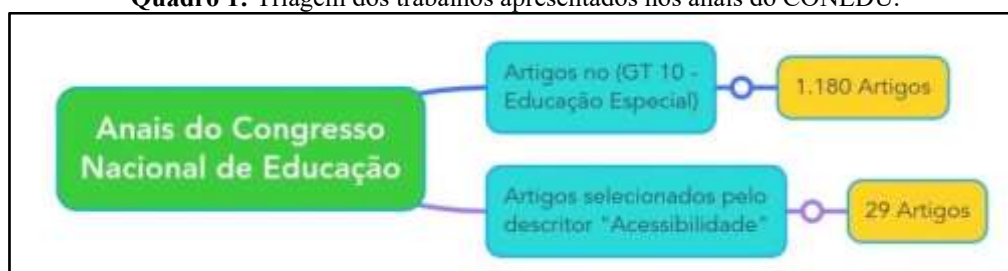 Quadro 1: Triagem dos trabalhos apresentados nos anais do CONEDU.
Anais do Congresso
Nacional de Educação
Artigos no (GT 10 -
Educação Especial)
1.180 Artigos
Artigos selecionados pelo
descritor "Acessibilidade"
29 Artigos